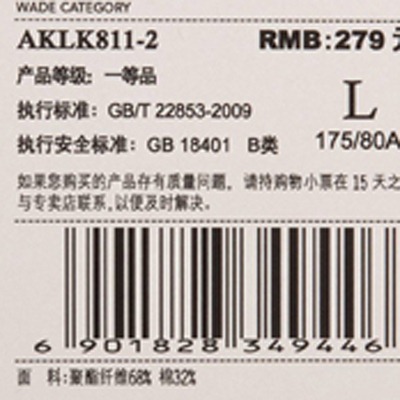 WADE CATEGORY
AKLK811-2 RMB:279
产品等级: 一等品
L
执行标准: GB/T 22853-2009
执行安全标准: GB 18401 B类 175/80A
如果您购买的产品存有质量问题, 请持购物小票在 15 天之
与专卖店联系,以便及时解决。
6 901828 349446
面 料:聚酯纤维68% 棉32%